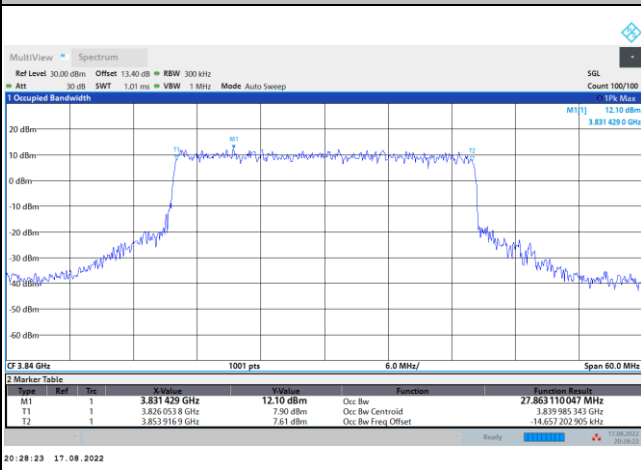 MultiView Spectrum
Ref Level 30.00 dBm Offset 13.40 dB RBW 300 kHz SGL
Att 30 dB SWT 1.01 ms VBW 1 MHz Mode Auto Sweep Count 100/100
1 Occupied Bandwidth 1Pk Max
M1[1] 12.10 dBm
3.831 429 0 GHz
20 dBm
M1
T1 T2
10 dBm
0 dBm
-10 dBm
-20 dBm
-30 dBm
-40 dBm
-50 dBm
-60 dBm
CF 3.84 GHz 1001 pts 6.0 MHz/ Span 60.0 MHz
2 Marker Table
Type Ref Trc X-Value Y-Value Function Function Result
M1 1 3.831 429 GHz 12.10 dBm Occ Bw 27.863 110 047 MHz
T1 1 3.826 053 8 GHz 7.90 dBm Occ Bw Centroid 3.839 985 343 GHz
T2 1 3.853 916 9 GHz 7.61 dBm Occ Bw Freq Offset -14.657 202 905 kHz
Ready 17.08.2022
20:28:22
20:28:23 17.08.2022